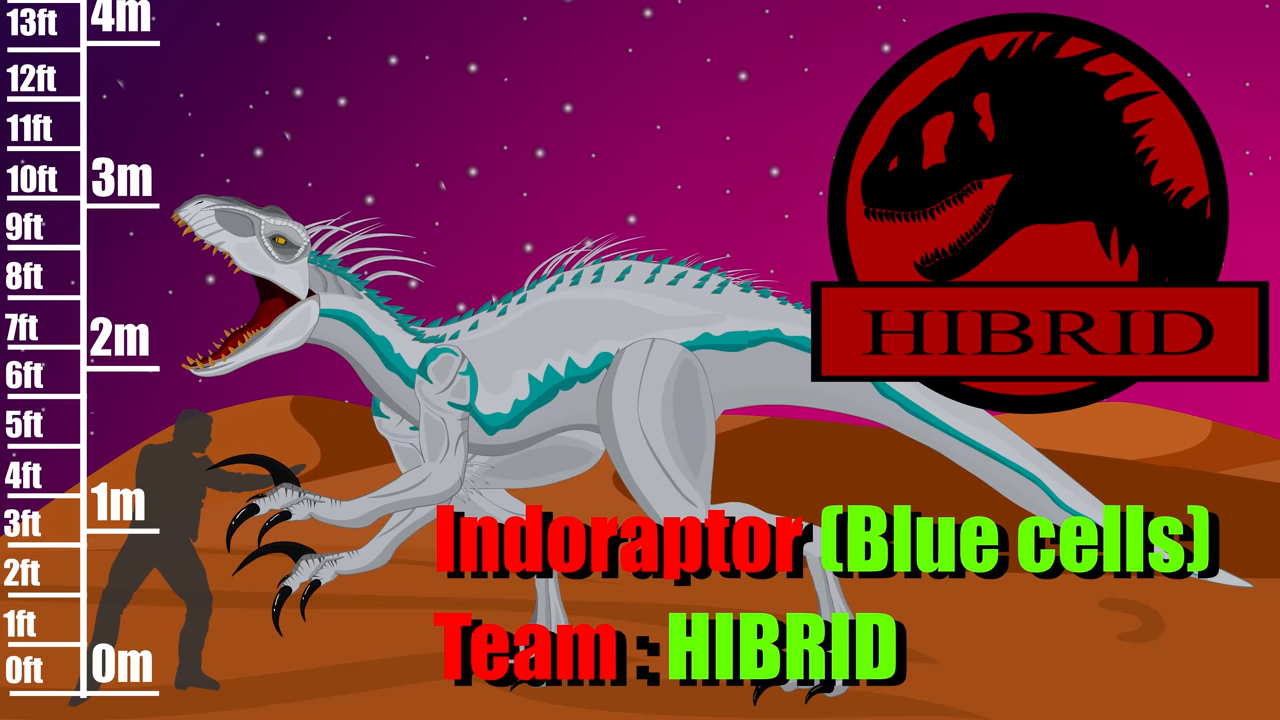 13ft
4m
12ft
11ft
10ft
3m
9ft
8ft
7ft
2m
6ft
5ft
4ft
1m
3ft
2ft
1ft
0ft
0m
HIBRID
Indoraptor (Blue cells)
Team : HIBRID